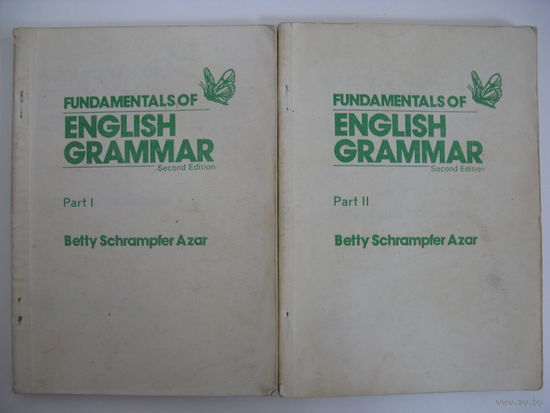 FUNDAMENTALS OF
ENGLISH
GRAMMAR
Second Edition
Part I
Betty Schrampfer Azar
FUNDAMENTALS OF
ENGLISH
GRAMMAR
Second Edition
Part II
Betty Schrampfer Azar
www.ay.by